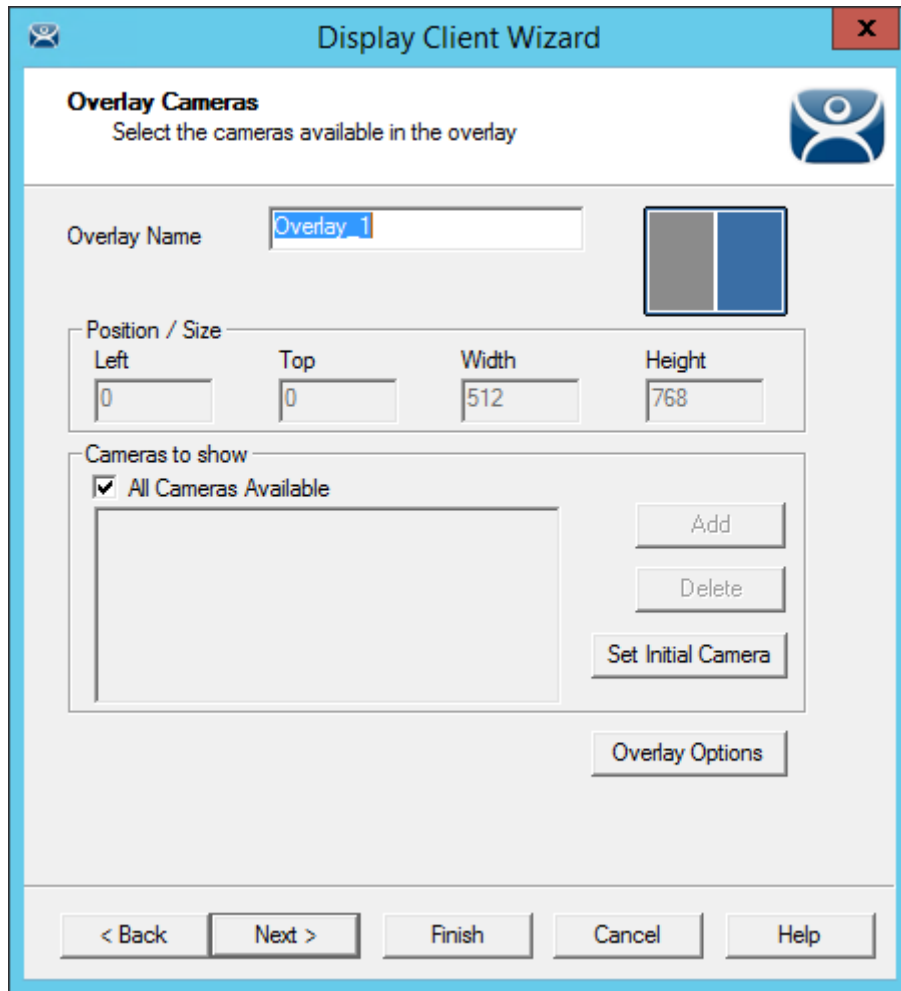 Display Client Wizard
x
Overlay Cameras
Select the cameras available in the overlay
Overlay Name
Overlay_1
Position / Size
Left Top Width Height
0 0 512 768
Cameras to show
All Cameras Available
Add
Delete
Set Initial Camera
Overlay Options
< Back Next > Finish Cancel Help